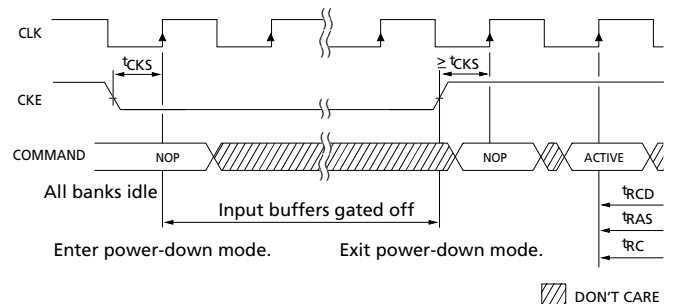 CLK
tCKS
≥ tCKS
CKE
COMMAND
NOP
NOP
ACTIVE
All banks idle
tRCD
Input buffers gated off
tRAS
Enter power-down mode.
Exit power-down mode.
tRC
DON'T CARE